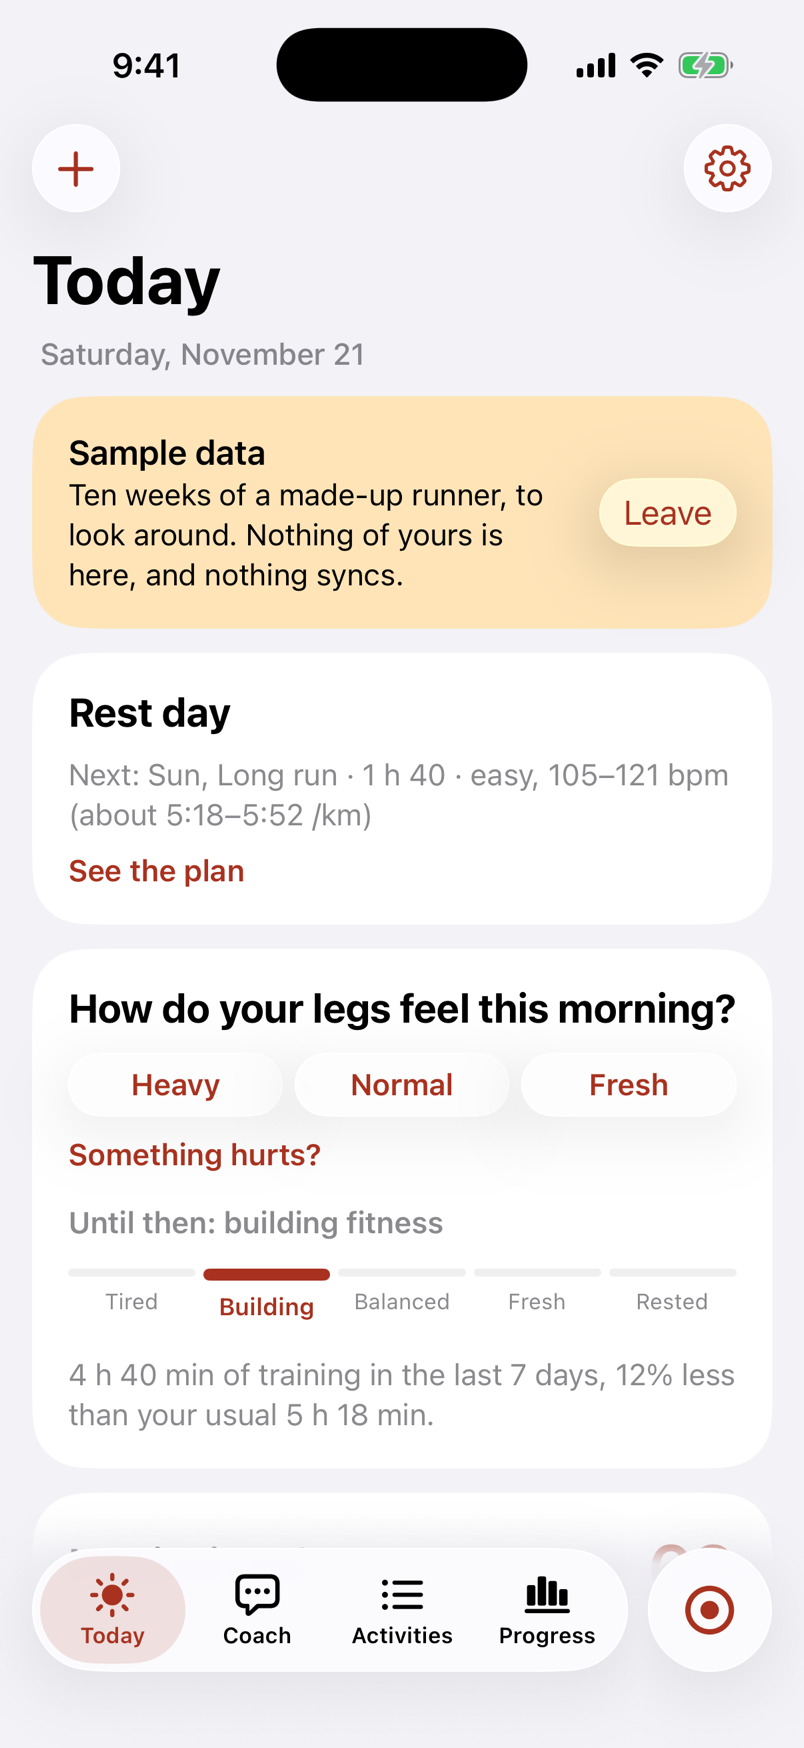 9:41
Today
Saturday, November 21
Sample data
Ten weeks of a made-up runner, to
look around. Nothing of yours is
here, and nothing syncs.
Leave
Rest day
Next: Sun, Long run · 1 h 40 · easy, 105–121 bpm
(about 5:18–5:52 /km)
See the plan
How do your legs feel this morning?
Heavy
Normal
Fresh
Something hurts?
Until then: building fitness
Tired
Building
Balanced
Fresh
Rested
4 h 40 min of training in the last 7 days, 12% less
than your usual 5 h 18 min.
Today
Coach
Activities
Progress